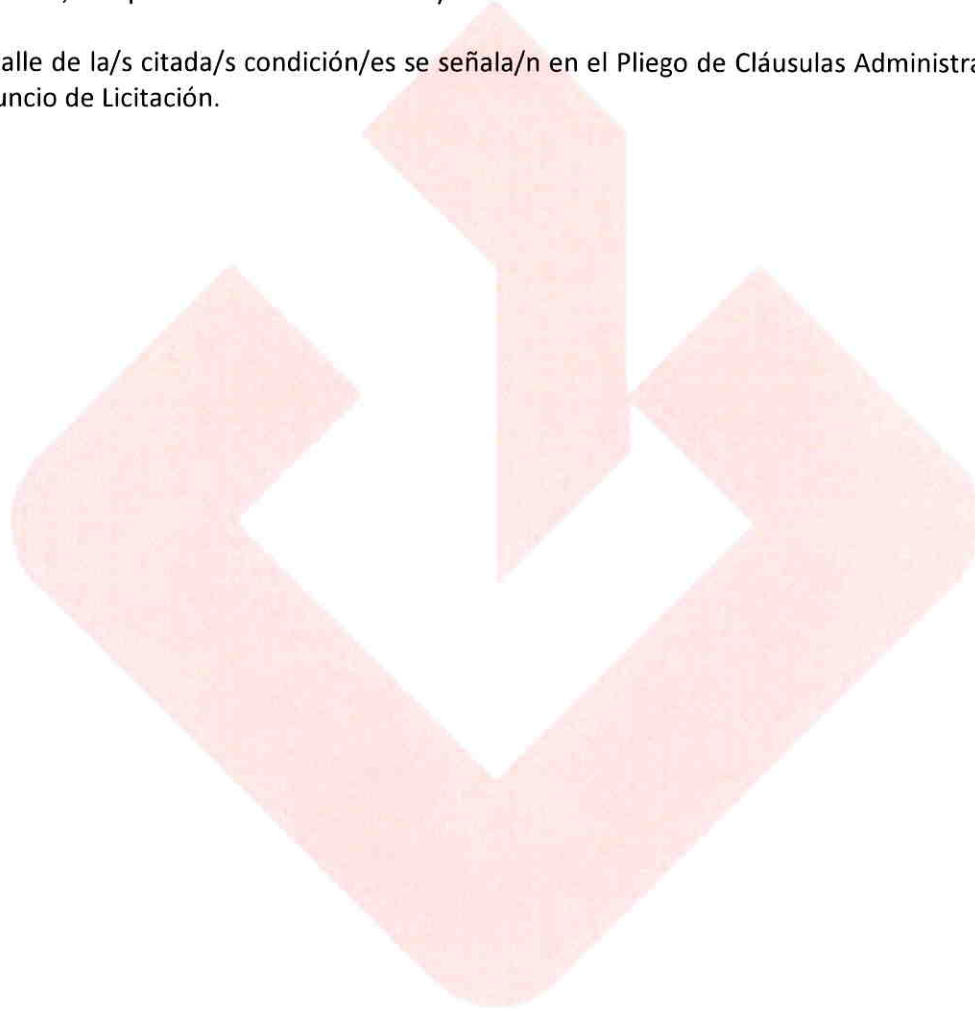 alle de la/s citada/s condición/es se señala/n en el Pliego de Cláusulas Administra
uncio de Licitación.